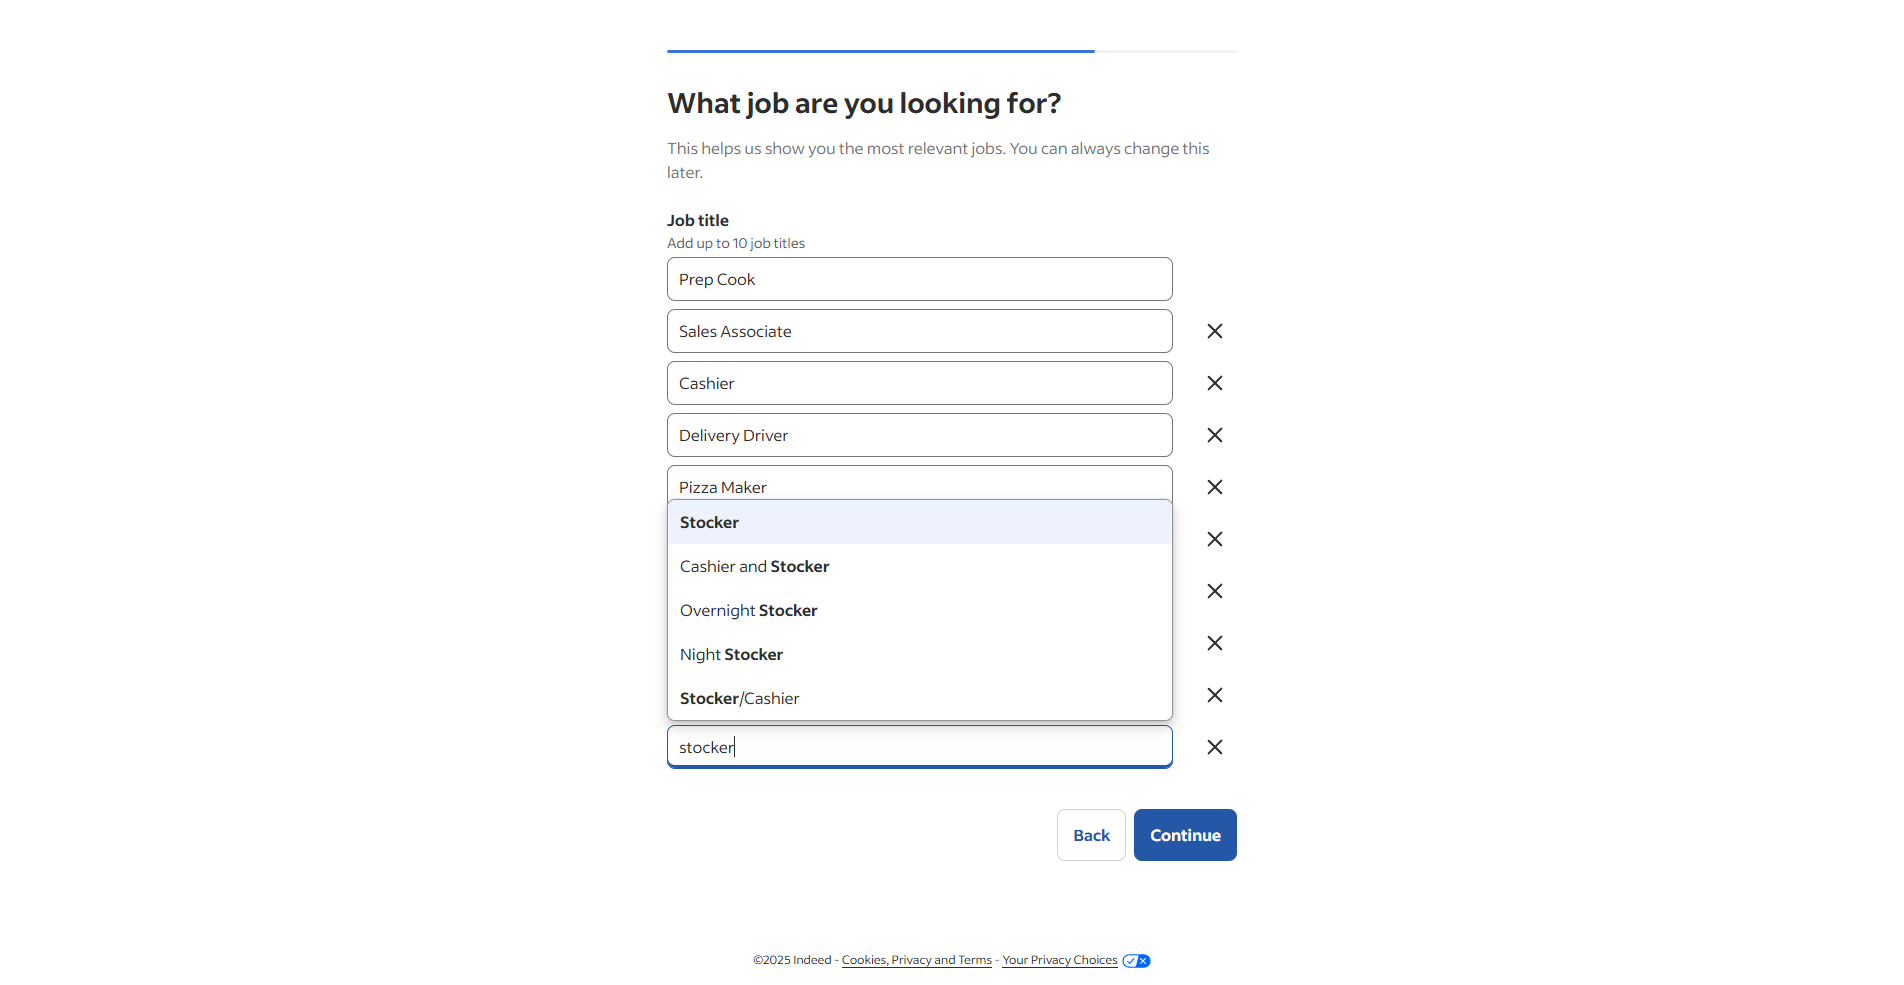 What job are you looking for?
This helps us show you the most relevant jobs. You can always change this
later.
Job title
Add up to 10 job titles
Prep Cook
Sales Associate
Cashier
Delivery Driver
Pizza Maker
Stocker
Cashier and Stocker
Overnight Stocker
Night Stocker
Stocker/Cashier
stocker
Back
Continue
©2025 Indeed - Cookies, Privacy and Terms - Your Privacy Choices